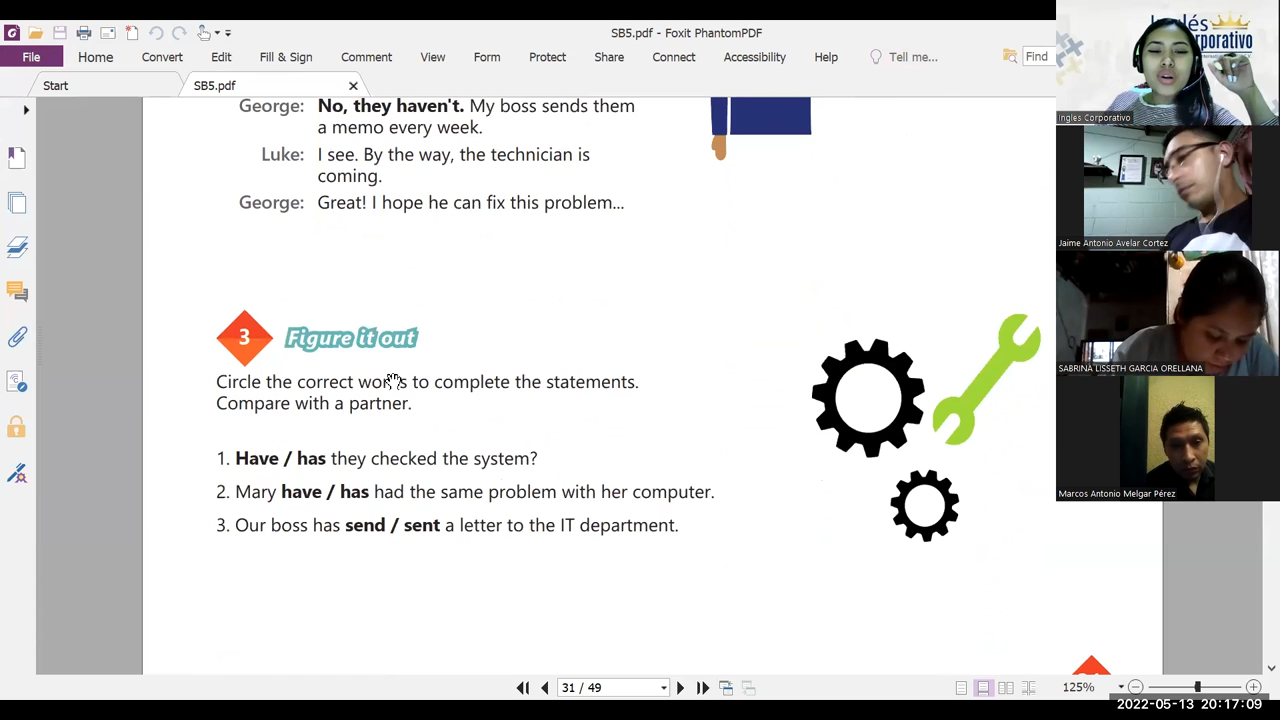 SB5.pdf - Foxit PhantomPDF
File Home Convert Edit Fill & Sign Comment View Form Protect Share Connect Accessibility Help Tell me... Find
Start SB5.pdf
George: No, they haven't. My boss sends them
a memo every week.
Luke: I see. By the way, the technician is
coming.
George: Great! I hope he can fix this problem...
3 Figure it out
Circle the correct words to complete the statements.
Compare with a partner.
1. Have / has they checked the system?
2. Mary have / has had the same problem with her computer.
3. Our boss has send / sent a letter to the IT department.
31 / 49
125%
Inglés
Corporativo
Ingles Corporativo
Jaime Antonio Avelar Cortez
SABRINA LISSETH GARCIA ORELLANA
Marcos Antonio Melgar Pérez
2022-05-13 20:17:09